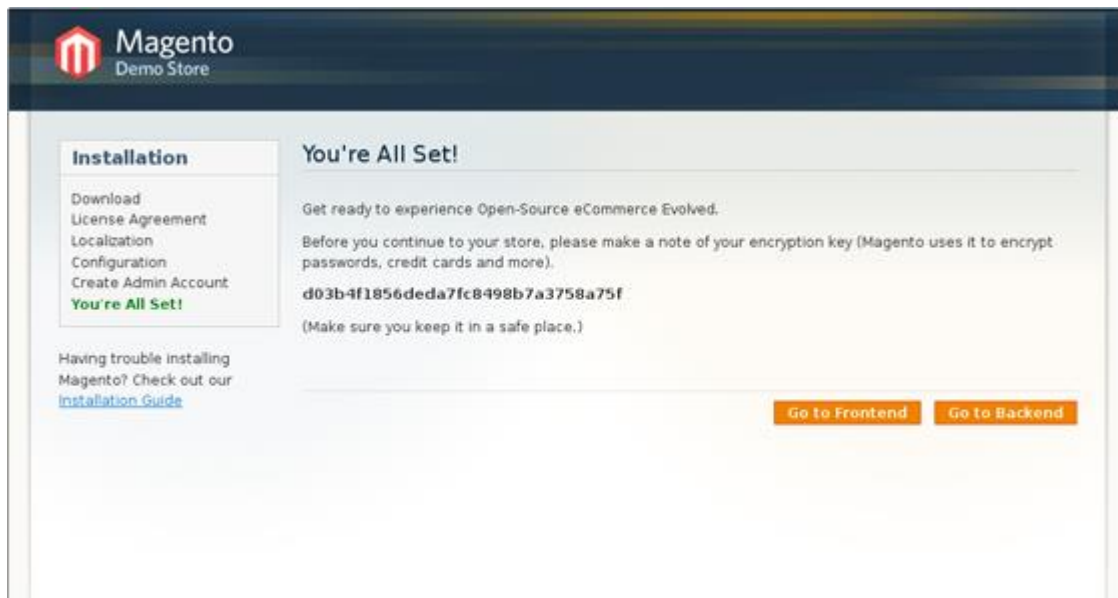 Magento
Demo Store
Installation
Download
License Agreement
Localization
Configuration
Create Admin Account
You're All Set!
Having trouble installing
Magento? Check out our
Installation Guide
You're All Set!
Get ready to experience Open-Source eCommerce Evolved.
Before you continue to your store, please make a note of your encryption key (Magento uses it to encrypt
passwords, credit cards and more).
d03b4f1856deda7fc8498b7a3758a75f
(Make sure you keep it in a safe place.)
Go to Frontend
Go to Backend